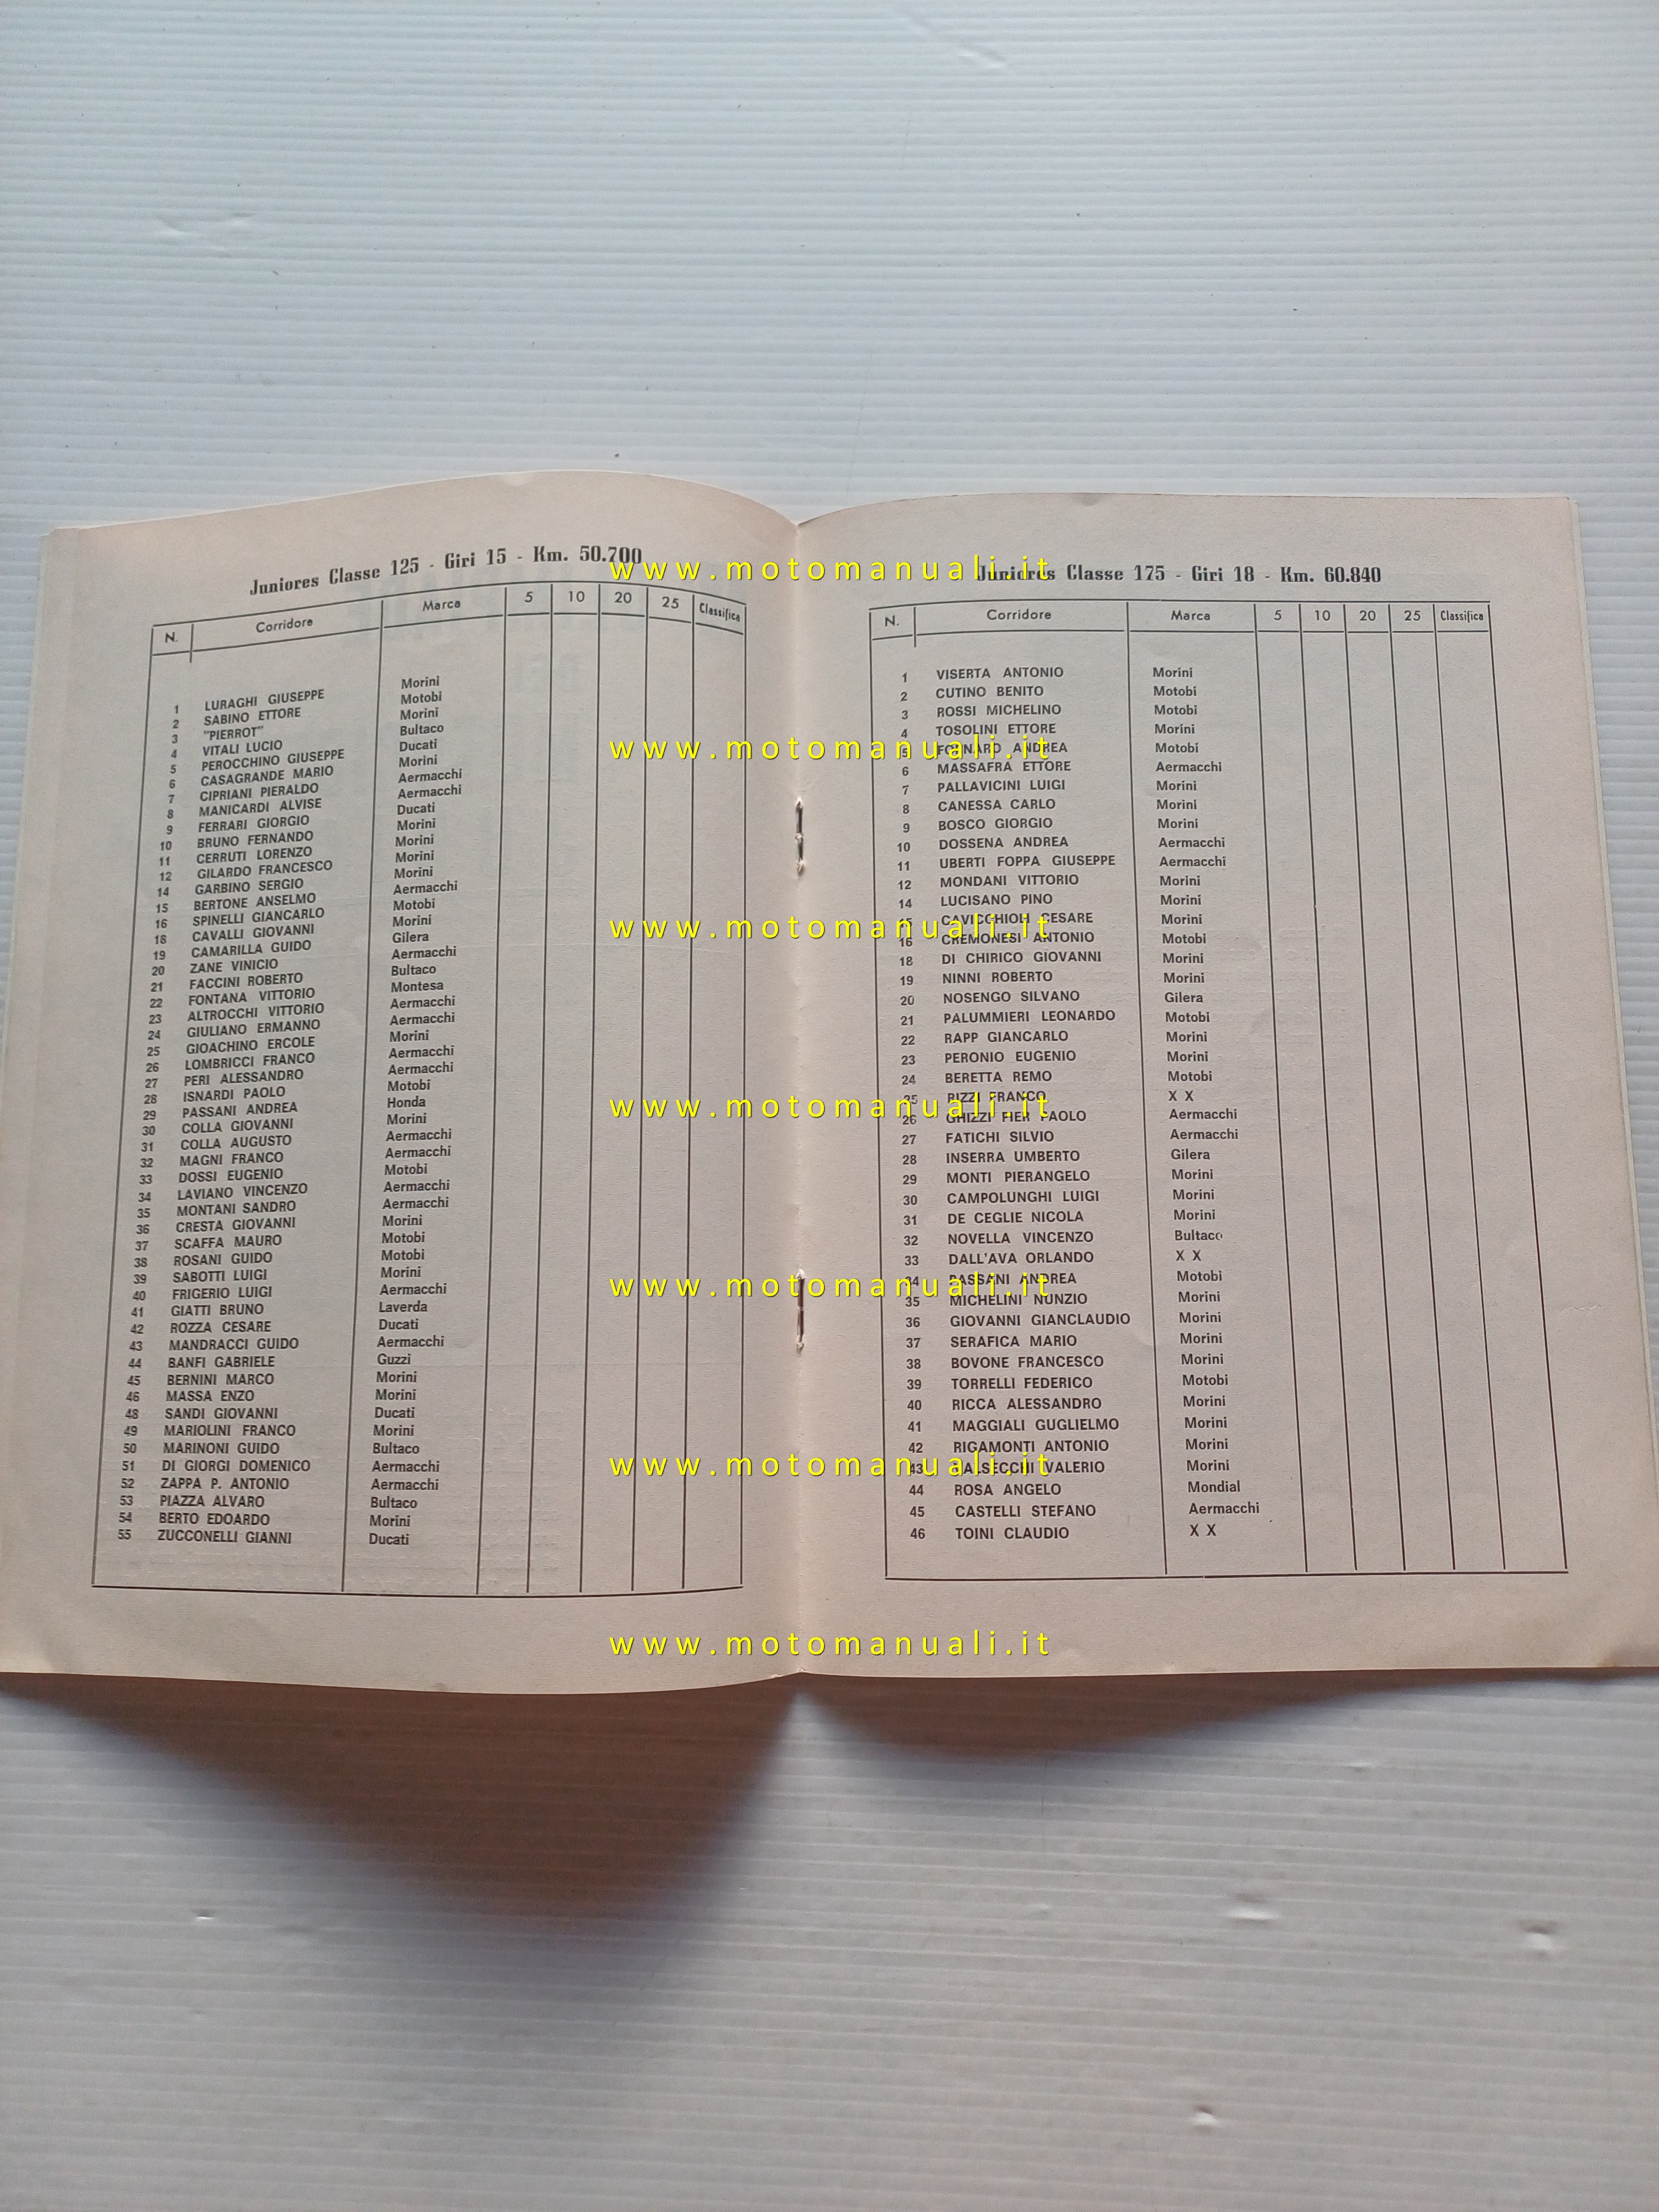 Juniores Classe 125 - Giri 15 - Km. 50.700
N. Corridore Marca 5 10 20 25 Classifica
1 LURAGHI GIUSEPPE Morini
2 SABINO ETTORE Motobi
3 "PIERROT" Morini
4 VITALI LUCIO Bultaco
5 PEROCCHINO GIUSEPPE Ducati
6 CASAGRANDE MARIO Morini
7 CIPRIANI PIERALDO Aermacchi
8 MANICARDI ALVISE Aermacchi
9 FERRARI GIORGIO Ducati
10 BRUNO FERNANDO Morini
11 CERRUTI LORENZO Morini
12 GILARDO FRANCESCO Morini
14 GARBINO SERGIO Morini
15 BERTONE ANSELMO Aermacchi
16 SPINELLI GIANCARLO Motobi
18 CAVALLI GIOVANNI Morini
19 CAMARILLA GUIDO Gilera
20 ZANE VINICIO Aermacchi
21 FACCINI ROBERTO Bultaco
22 FONTANA VITTORIO Montesa
23 ALTROCCHI VITTORIO Aermacchi
24 GIULIANO ERMANNO Aermacchi
25 GIOACHINO ERCOLE Morini
26 LOMBRICCI FRANCO Aermacchi
27 PERI ALESSANDRO Aermacchi
28 ISNARDI PAOLO Motobi
29 PASSANI ANDREA Honda
30 COLLA GIOVANNI Morini
31 COLLA AUGUSTO Aermacchi
32 MAGNI FRANCO Aermacchi
33 DOSSI EUGENIO Motobi
34 LAVIANO VINCENZO Aermacchi
35 MONTANI SANDRO Aermacchi
36 CRESTA GIOVANNI Morini
37 SCAFFA MAURO Motobi
38 ROSANI GUIDO Motobi
39 SABOTTI LUIGI Morini
40 FRIGERIO LUIGI Aermacchi
41 GIATTI BRUNO Laverda
42 ROZZA CESARE Ducati
43 MANDRACCI GUIDO Aermacchi
44 BANFI GABRIELE Guzzi
45 BERNINI MARCO Morini
46 MASSA ENZO Morini
48 SANDI GIOVANNI Ducati
49 MARIOLINI FRANCO Morini
50 MARINONI GUIDO Bultaco
51 DI GIORGI DOMENICO Aermacchi
52 ZAPPA P. ANTONIO Aermacchi
53 PIAZZA ALVARO Bultaco
54 BERTO EDOARDO Morini
55 ZUCCONELLI GIANNI Ducati
Juniores Classe 175 - Giri 18 - Km. 60.840
N. Corridore Marca 5 10 20 25 Classifica
1 VISERTA ANTONIO Morini
2 CUTINO BENITO Motobi
3 ROSSI MICHELINO Motobi
4 TOSOLINI ETTORE Morini
5 FORNARO ANDREA Motobi
6 MASSAFRA ETTORE Aermacchi
7 PALLAVICINI LUIGI Morini
8 CANESSA CARLO Morini
9 BOSCO GIORGIO Morini
10 DOSSENA ANDREA Aermacchi
11 UBERTI FOPPA GIUSEPPE Aermacchi
12 MONDANI VITTORIO Morini
14 LUCISANO PINO Morini
15 CAVICCHIOLI CESARE Morini
16 CREMONESI ANTONIO Motobi
18 DI CHIRICO GIOVANNI Morini
19 NINNI ROBERTO Morini
20 NOSENGO SILVANO Gilera
21 PALUMMIERI LEONARDO Motobi
22 RAPP GIANCARLO Morini
23 PERONIO EUGENIO Morini
24 BERETTA REMO Motobi
25 RIZZI FRANCO X X
26 GHIZZI PIER PAOLO Aermacchi
27 FATICHI SILVIO Aermacchi
28 INSERRA UMBERTO Gilera
29 MONTI PIERANGELO Morini
30 CAMPOLUNGHI LUIGI Morini
31 DE CEGLIE NICOLA Morini
32 NOVELLA VINCENZO Bultaco
33 DALL'AVA ORLANDO X X
34 PASSANI ANDREA Motobi
35 MICHELINI NUNZIO Morini
36 GIOVANNI GIANCLAUDIO Morini
37 SERAFICA MARIO Morini
38 BOVONE FRANCESCO Morini
39 TORRELLI FEDERICO Motobi
40 RICCA ALESSANDRO Morini
41 MAGGIALI GUGLIELMO Morini
42 RIGAMONTI ANTONIO Morini
43 VALERIO Morini
44 ROSA ANGELO Mondial
45 CASTELLI STEFANO Aermacchi
46 TOINI CLAUDIO X X
www.motomanuali.it
www.motomanuali.it
www.motomanuali.it
www.motomanuali.it
www.motomanuali.it
www.motomanuali.it
www.motomanuali.it